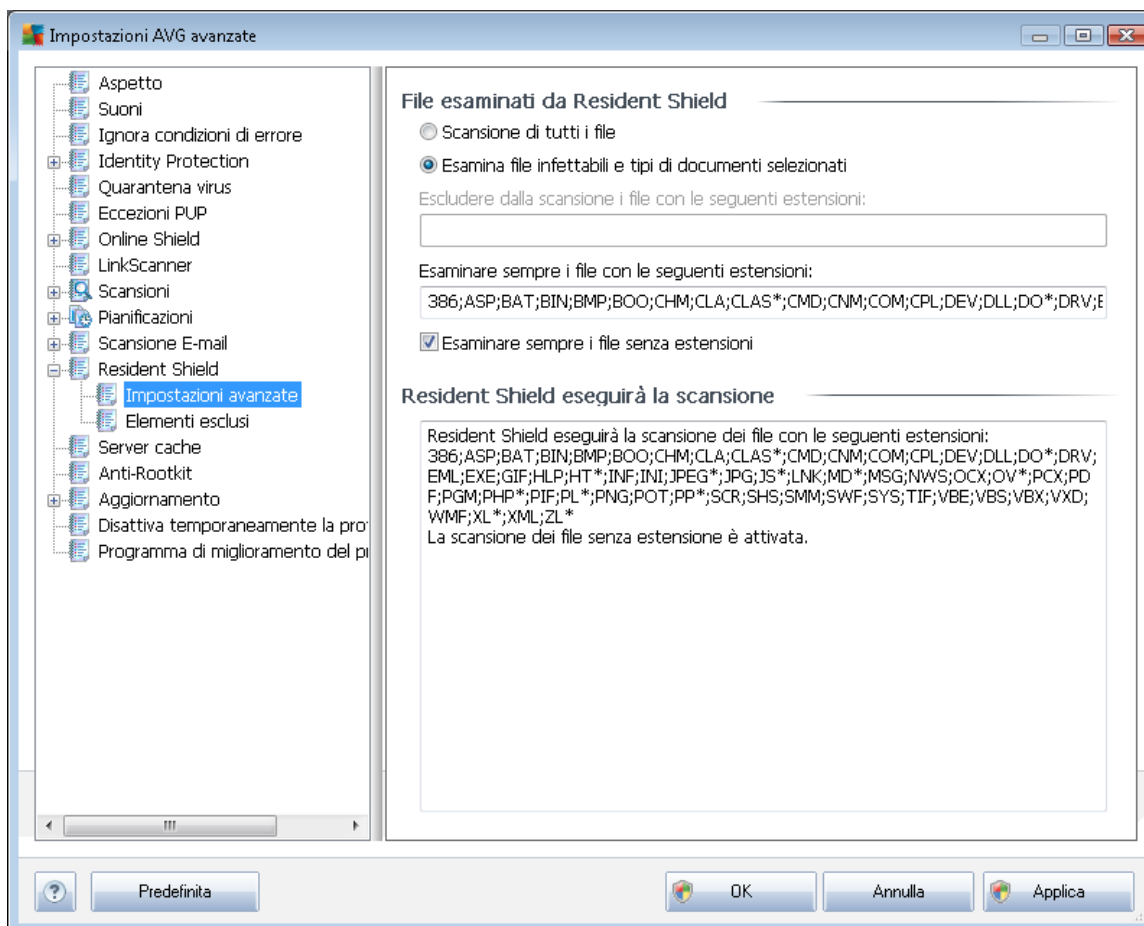 Impostazioni AVG avanzate
Aspetto
Suoni
Ignora condizioni di errore
Identity Protection
Quarantena virus
Eccezioni PUP
Online Shield
LinkScanner
Scansioni
Pianificazioni
Scansione E-mail
Resident Shield
Impostazioni avanzate
Elementi esclusi
Server cache
Anti-Rootkit
Aggiornamento
Disattiva temporaneamente la pro
Programma di miglioramento del p
File esaminati da Resident Shield
Scansione di tutti i file
Esamina file infettabili e tipi di documenti selezionati
Escludere dalla scansione i file con le seguenti estensioni:
Esaminare sempre i file con le seguenti estensioni:
386;ASP;BAT;BIN;BMP;BOO;CHM;CLA;CLAS*;CMD;CNM;COM;CPL;DEV;DLL;DO*;DRV;E
Esaminare sempre i file senza estensioni
Resident Shield eseguirà la scansione
Resident Shield eseguirà la scansione dei file con le seguenti estensioni:
386;ASP;BAT;BIN;BMP;BOO;CHM;CLA;CLAS*;CMD;CNM;COM;CPL;DEV;DLL;DO*;DRV;
EML;EXE;GIF;HLP;HT*;INF;INI;JPEG*;JPG;JS*;LNK;MD*;MSG;NWS;OCX;OV*;PCX;PD
F;PGM;PHP*;PIF;PL*;PNG;POT;PP*;SCR;SHS;SMM;SWF;SYS;TIF;VBE;VBS;VBX;VXD;
WMF;XL*;XML;ZL*
La scansione dei file senza estensione è attivata.
?
Predefinita
OK
Annulla
Applica